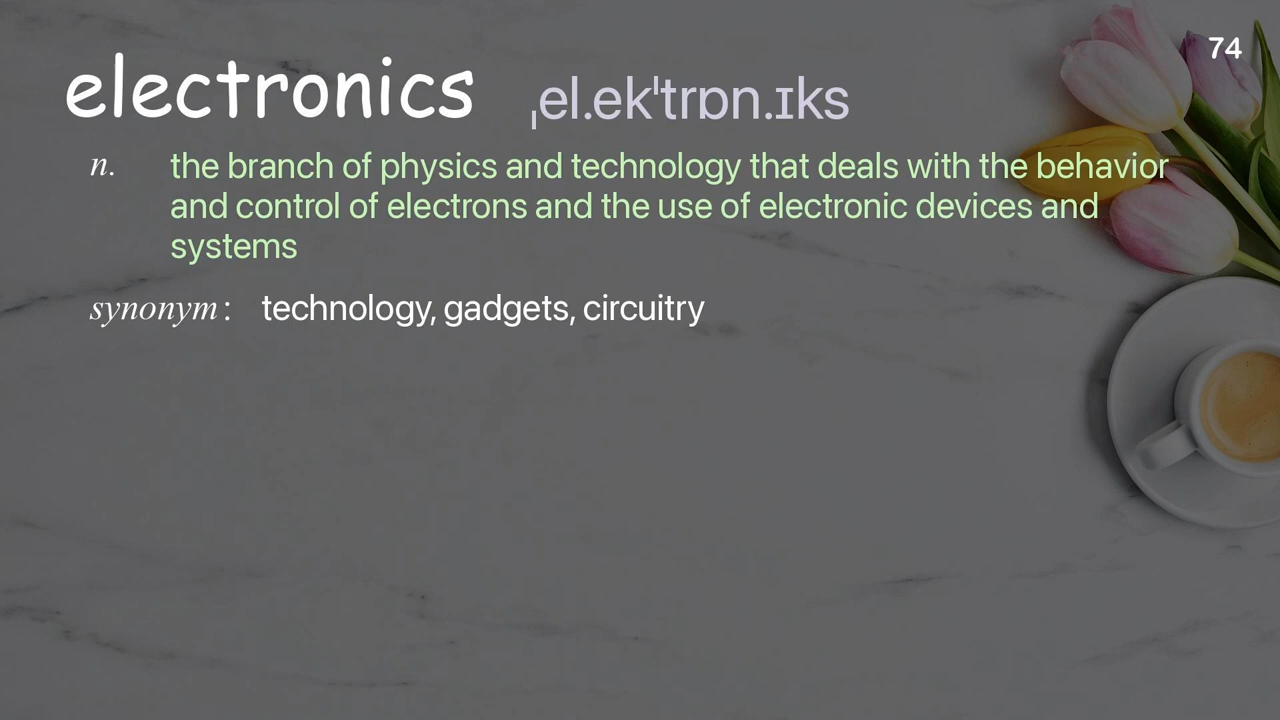 74
electronics ˌel.ekˈtrɒn.ɪks
n. the branch of physics and technology that deals with the behavior
and control of electrons and the use of electronic devices and
systems
synonym : technology, gadgets, circuitry